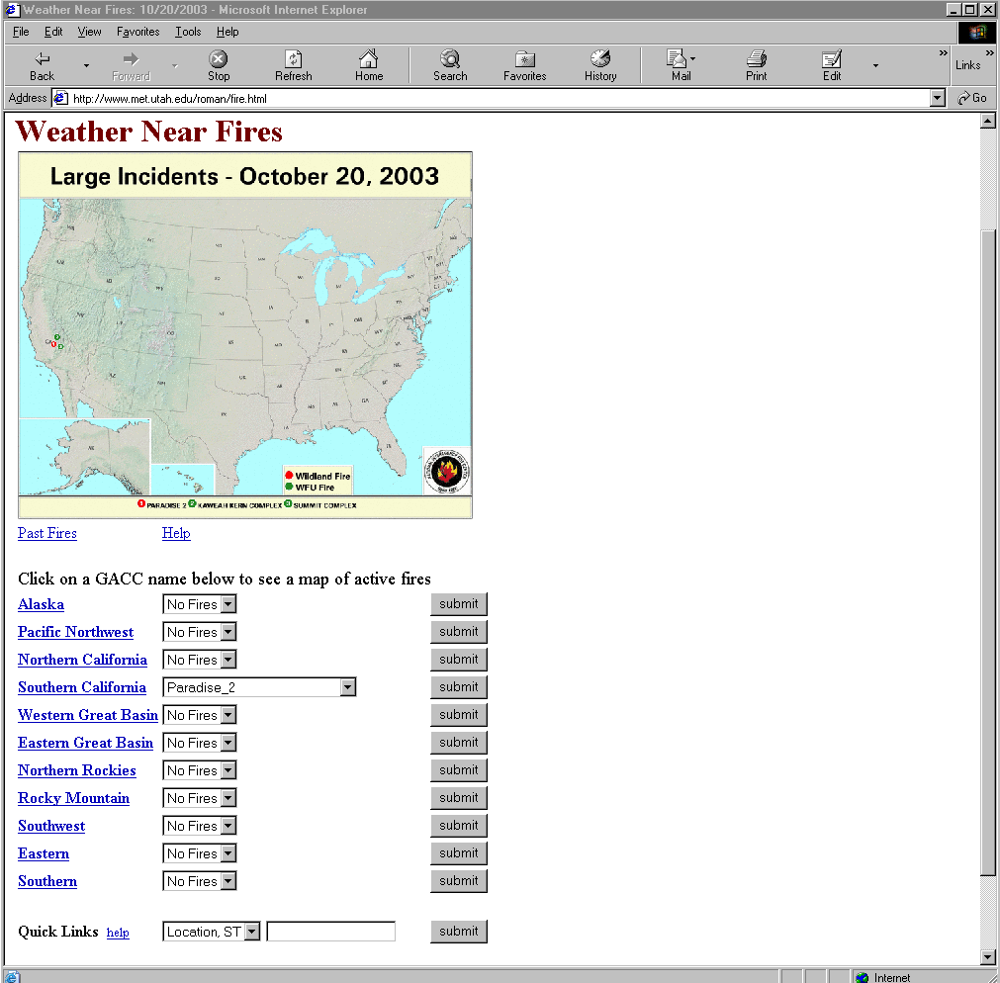 Weather Near Fires: 10/20/2003 - Microsoft Internet Explorer
File Edit View Favorites Tools Help
Back Forward Stop Refresh Home Search Favorites History Mail Print Edit » Links »
Address http://www.met.utah.edu/roman/fire.html Go
Weather Near Fires
Large Incidents - October 20, 2003
Wildland Fire
WFU Fire
1 PARADISE 2 2 KAWEAH KERN COMPLEX 3 SUMMIT COMPLEX
Past Fires Help
Click on a GACC name below to see a map of active fires
Alaska No Fires submit
Pacific Northwest No Fires submit
Northern California No Fires submit
Southern California Paradise_2 submit
Western Great Basin No Fires submit
Eastern Great Basin No Fires submit
Northern Rockies No Fires submit
Rocky Mountain No Fires submit
Southwest No Fires submit
Eastern No Fires submit
Southern No Fires submit
Quick Links help Location, ST submit
Internet